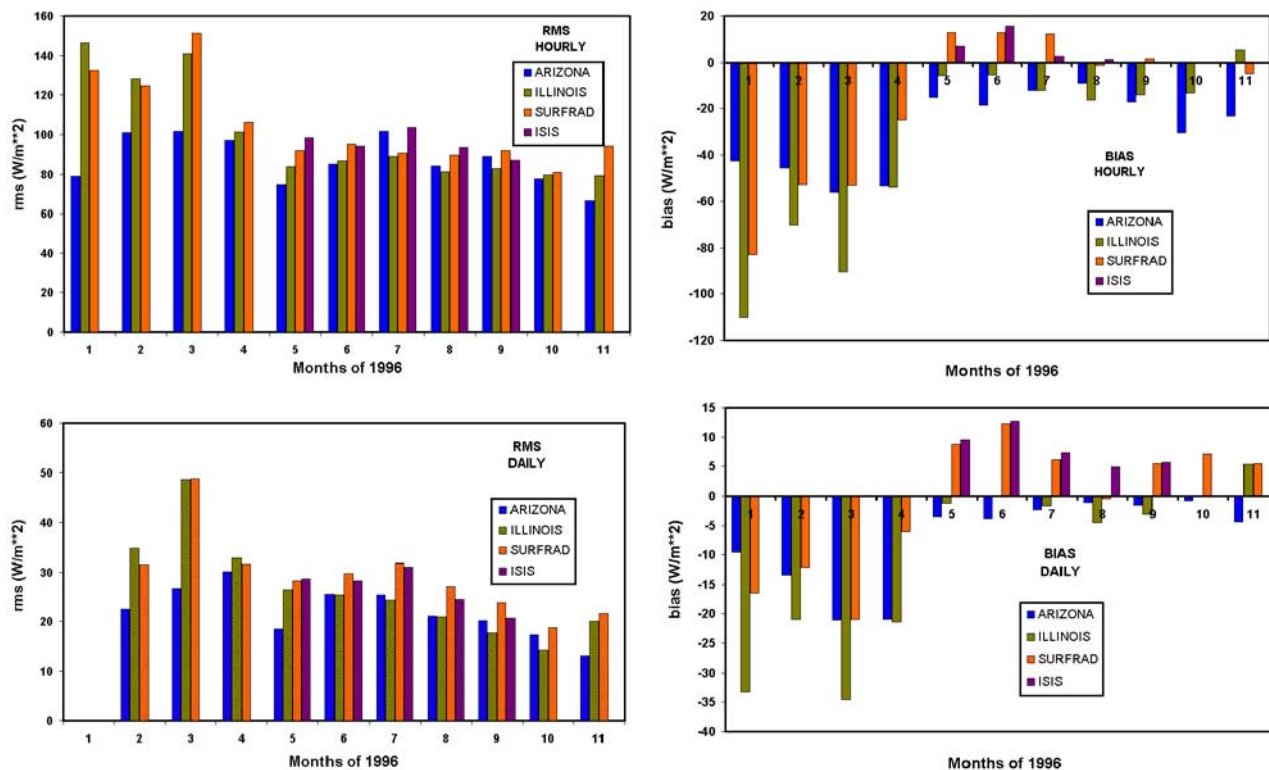 160
140
120
100
80
60
40
20
0
rms (W/m**2)
RMS
HOURLY
ARIZONA
ILLINOIS
SURFRAD
ISIS
1 2 3 4 5 6 7 8 9 10 11
Months of 1996
20
0
-20
-40
-60
-80
-100
-120
bias (W/m**2)
1 2 3 4 5 6 7 8 9 10 11
BIAS
HOURLY
ARIZONA
ILLINOIS
SURFRAD
ISIS
Months of 1996
60
50
40
30
20
10
0
rms (W/m**2)
RMS
DAILY
ARIZONA
ILLINOIS
SURFRAD
ISIS
1 2 3 4 5 6 7 8 9 10 11
Months of 1996
15
10
5
0
-5
-10
-15
-20
-25
-30
-35
-40
bias (W/m**2)
1 2 3 4 5 6 7 8 9 10 11
BIAS
DAILY
ARIZONA
ILLINOIS
SURFRAD
ISIS
Months of 1996